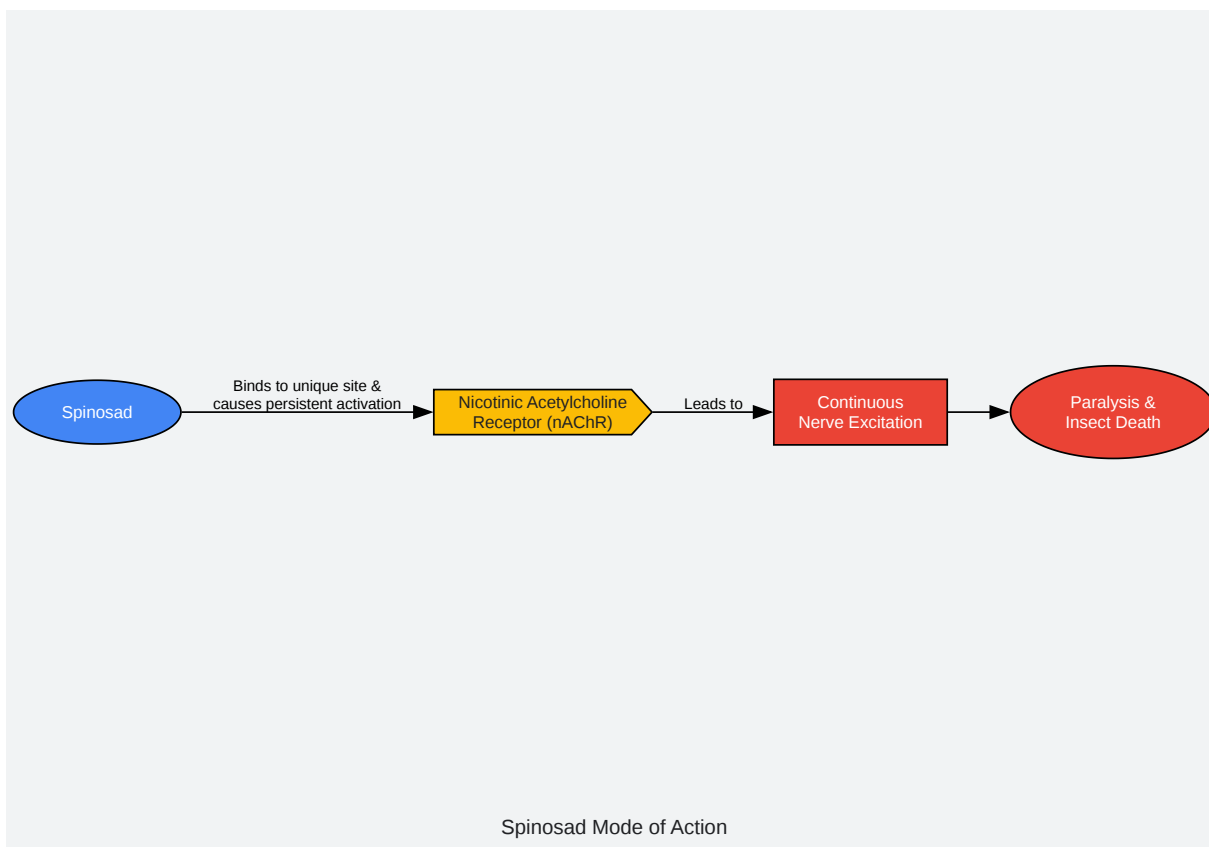 Spinosad
Binds to unique site &
causes persistent activation
Nicotinic Acetylcholine
Receptor (nAChR)
Leads to
Continuous
Nerve Excitation
Paralysis &
Insect Death
Spinosad Mode of Action